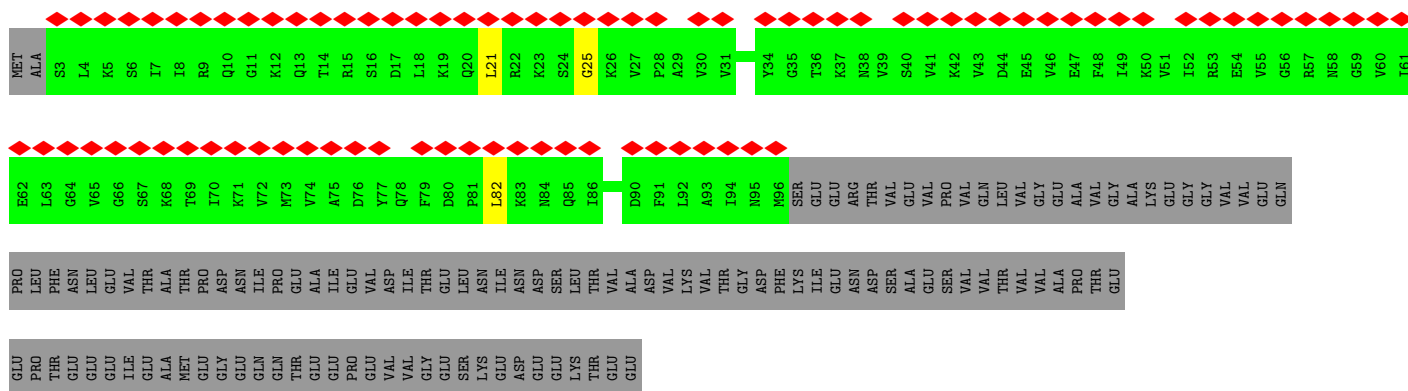 MET ALA S3 L4 K5 S6 I7 I8 R9 Q10 G11 K12 Q13 T14 R15 S16 D17 L18 K19 Q20 L21 R22 K23 S24 G25 K26 V27 P28 A29 V30 V31 Y34 G35 T36 K37 N38 V39 S40 V41 K42 V43 D44 E45 V46 E47 F48 I49 K50 V51 I52 R53 E54 V55 G56 R57 N58 G59 V60 I61
E62 L63 G64 V65 G66 S67 K68 T69 I70 K71 V72 M73 V74 A75 D76 Y77 Q78 F79 D80 P81 L82 K83 N84 Q85 I86 D90 F91 L92 A93 I94 N95 M96 SER GLU GLU ARG THR VAL GLU VAL PRO VAL GLN LEU VAL GLY GLU ALA VAL GLY ALA LYS GLU GLY GLY VAL VAL GLU GLN
PRO LEU PHE ASN LEU GLU VAL THR ALA THR PRO ASP ASN ILE PRO GLU ALA ILE GLU VAL ASP ILE THR GLU LEU ASN ILE ASN ASP SER LEU THR VAL ALA ASP VAL LYS VAL THR GLY ASP PHE LYS ILE GLU ASN ASP SER ALA GLU SER VAL VAL THR VAL VAL ALA PRO THR GLU
GLU PRO THR GLU GLU GLU ILE GLU ALA MET GLU GLY GLU GLN GLN THR GLU GLU PRO GLU VAL VAL GLY GLU SER LYS GLU ASP GLU GLU LYS THR GLU GLU